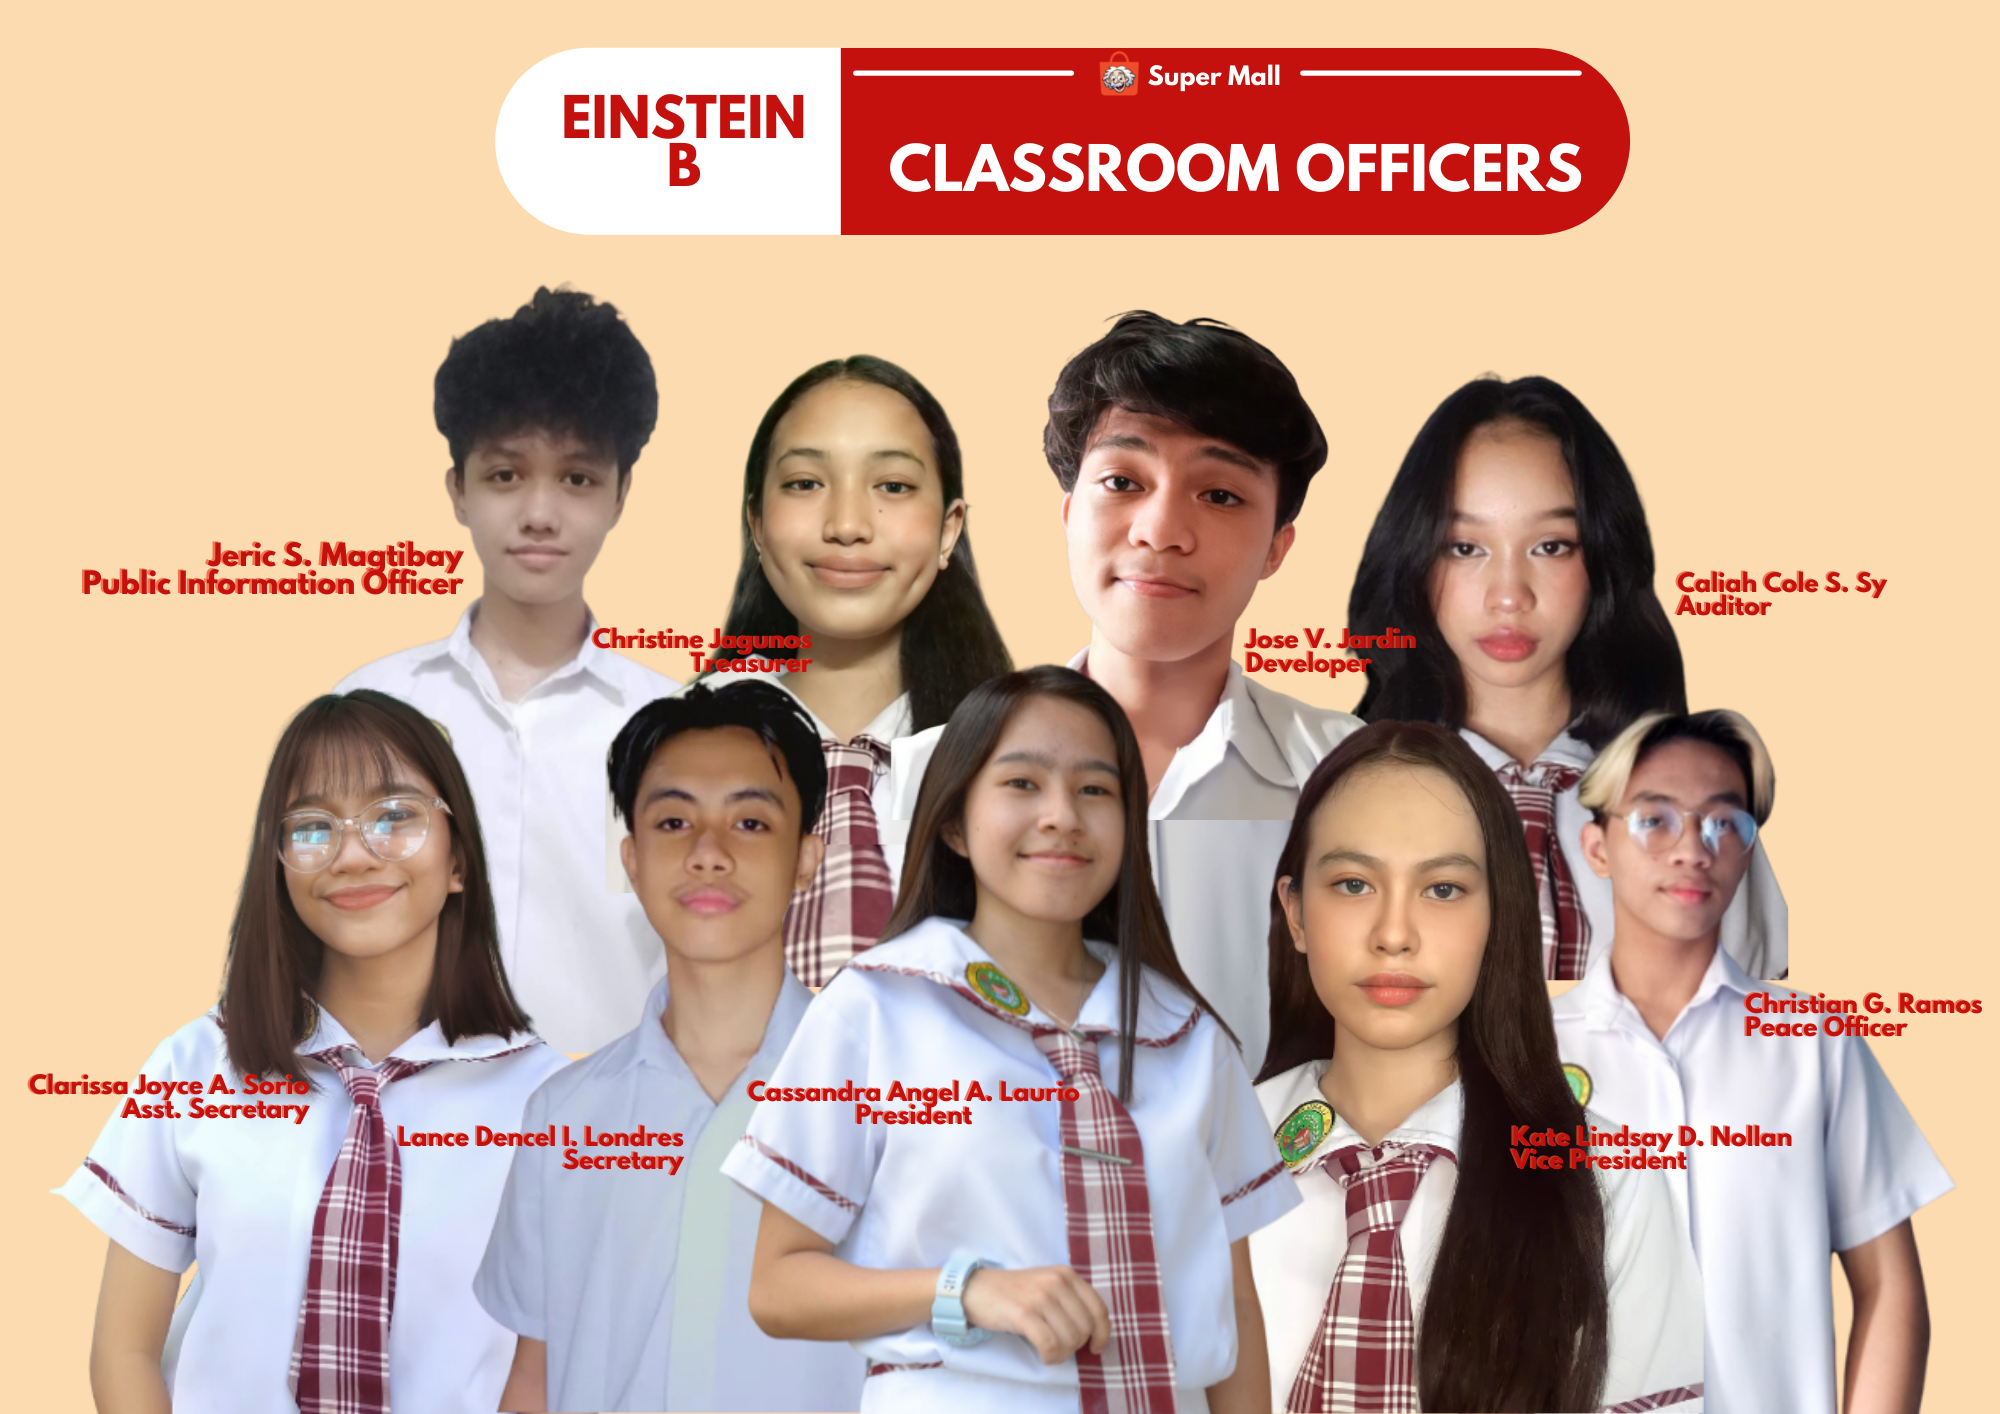 EINSTEIN
B
Super Mall
CLASSROOM OFFICERS
Jeric S. Magtibay
Public Information Officer
Christine Jagunos
Treasurer
Jose V. Jardin
Developer
Caliah Cole S. Sy
Auditor
Clarissa Joyce A. Sorio
Asst. Secretary
Lance Dencel I. Londres
Secretary
Cassandra Angel A. Laurio
President
Kate Lindsay D. Nollan
Vice President
Christian G. Ramos
Peace Officer